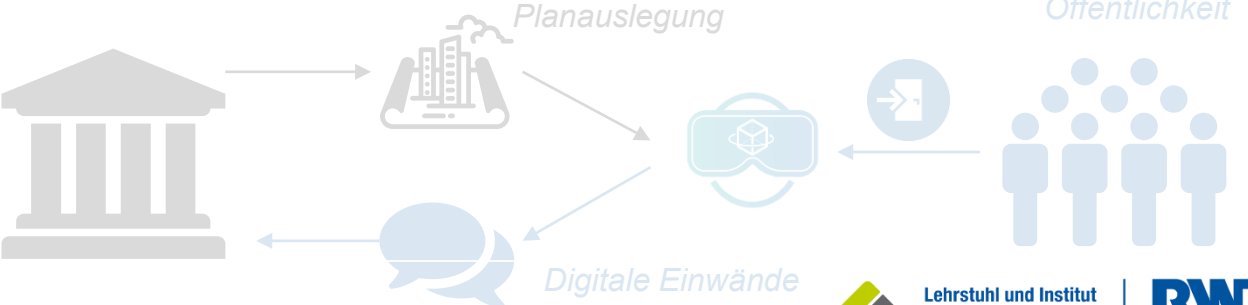 Planauslegung
Öffentlichkeit
Digitale Einwände
Lehrstuhl und Institut